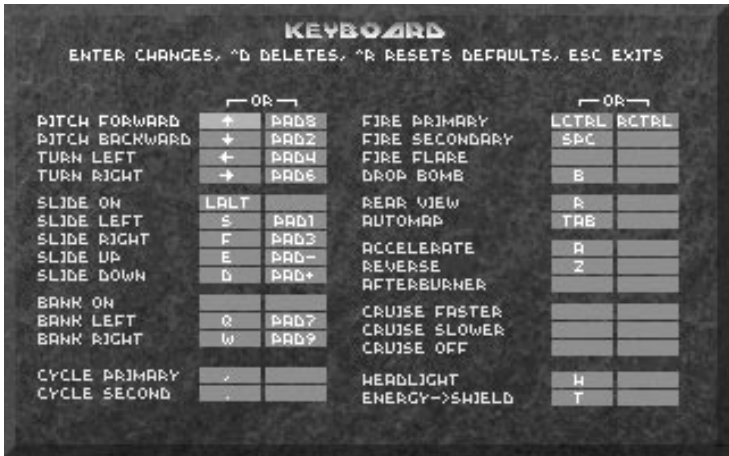 KEYBOARD
ENTER CHANGES, ^D DELETES, ^R RESETS DEFAULTS, ESC EXITS
OR
PITCH FORWARD ↑ PAD8
PITCH BACKWARD ↓ PAD2
TURN LEFT ← PAD4
TURN RIGHT → PAD6
SLIDE ON LALT
SLIDE LEFT S PAD1
SLIDE RIGHT F PAD3
SLIDE UP E PAD-
SLIDE DOWN D PAD+
BANK ON
BANK LEFT Q PAD7
BANK RIGHT W PAD9
CYCLE PRIMARY ,
CYCLE SECOND .
OR
FIRE PRIMARY LCTRL RCTRL
FIRE SECONDARY SPC
FIRE FLARE
DROP BOMB B
REAR VIEW R
AUTOMAP TAB
ACCELERATE A
REVERSE Z
AFTERBURNER
CRUISE FASTER
CRUISE SLOWER
CRUISE OFF
HEADLIGHT H
ENERGY->SHIELD T